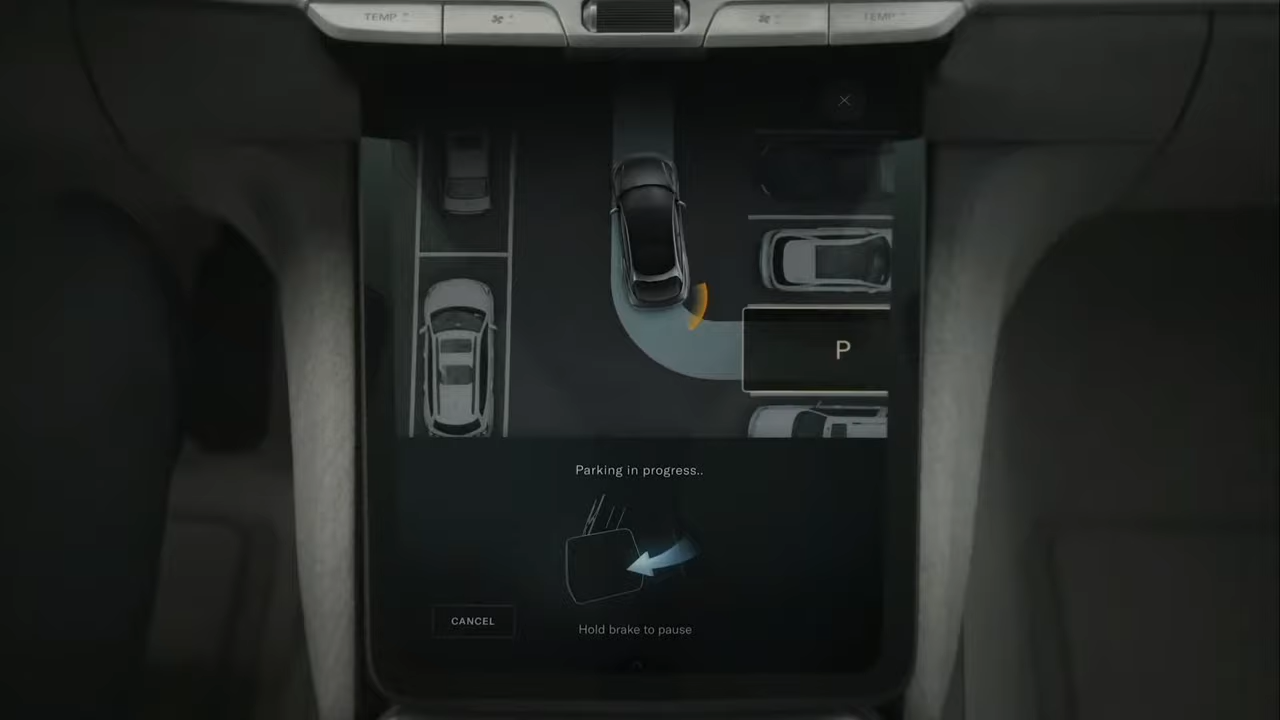 TEMP
TEMP
P
Parking in progress..
CANCEL
Hold brake to pause